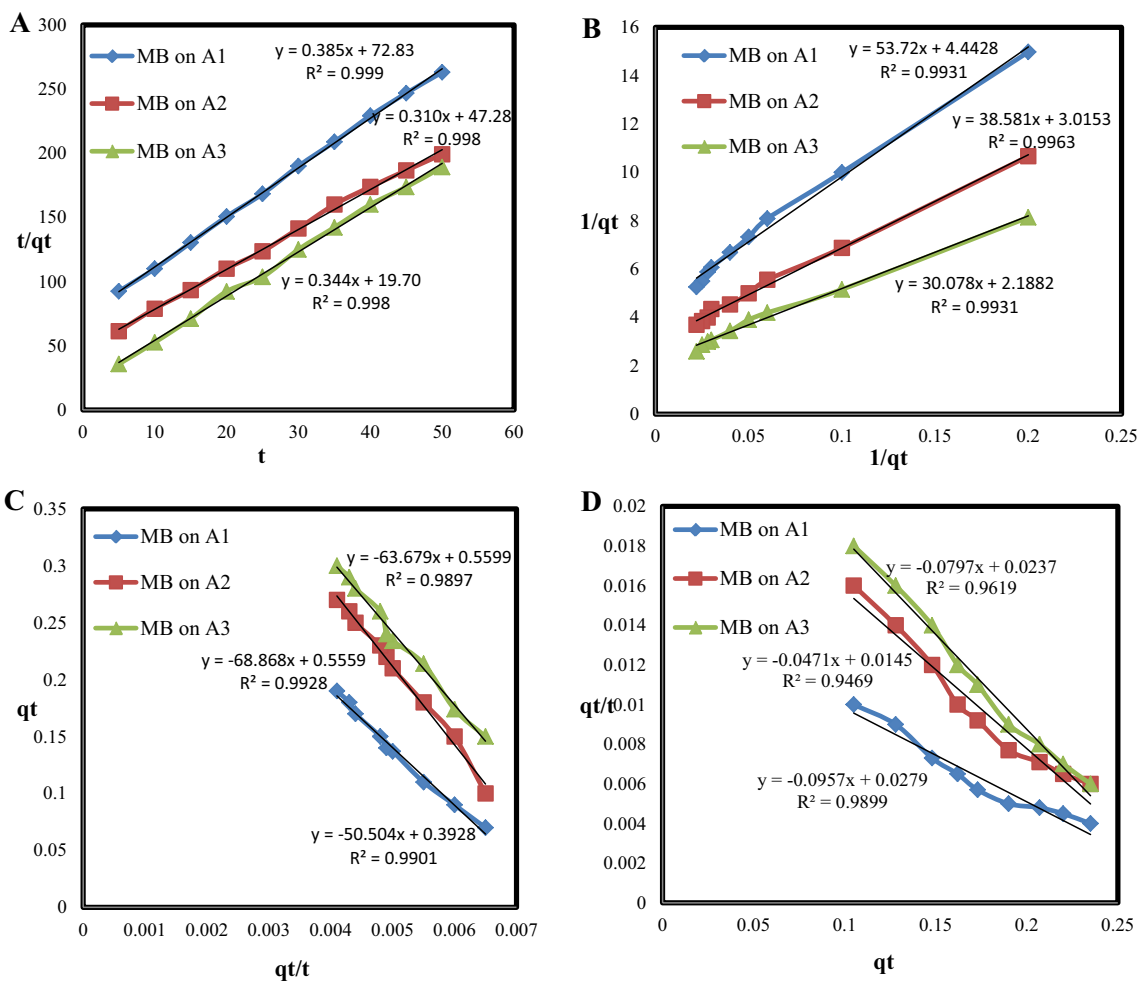 A
300
250
200
150
100
50
0
t/qt
MB on A1
MB on A2
MB on A3
y = 0.385x + 72.83
R² = 0.999
y = 0.310x + 47.28
R² = 0.998
y = 0.344x + 19.70
R² = 0.998
0 10 20 30 40 50 60
t
B
16
14
12
10
8
6
4
2
0
1/qt
MB on A1
MB on A2
MB on A3
y = 53.72x + 4.4428
R² = 0.9931
y = 38.581x + 3.0153
R² = 0.9963
y = 30.078x + 2.1882
R² = 0.9931
0 0.05 0.1 0.15 0.2 0.25
1/qt
C
0.35
0.3
0.25
0.2
0.15
0.1
0.05
0
qt
MB on A1
MB on A2
MB on A3
y = -63.679x + 0.5599
R² = 0.9897
y = -68.868x + 0.5559
R² = 0.9928
y = -50.504x + 0.3928
R² = 0.9901
0 0.001 0.002 0.003 0.004 0.005 0.006 0.007
qt/t
D
0.02
0.018
0.016
0.014
0.012
0.01
0.008
0.006
0.004
0.002
0
qt/t
MB on A1
MB on A2
MB on A3
y = -0.0797x + 0.0237
R² = 0.9619
y = -0.0471x + 0.0145
R² = 0.9469
y = -0.0957x + 0.0279
R² = 0.9899
0 0.05 0.1 0.15 0.2 0.25
qt